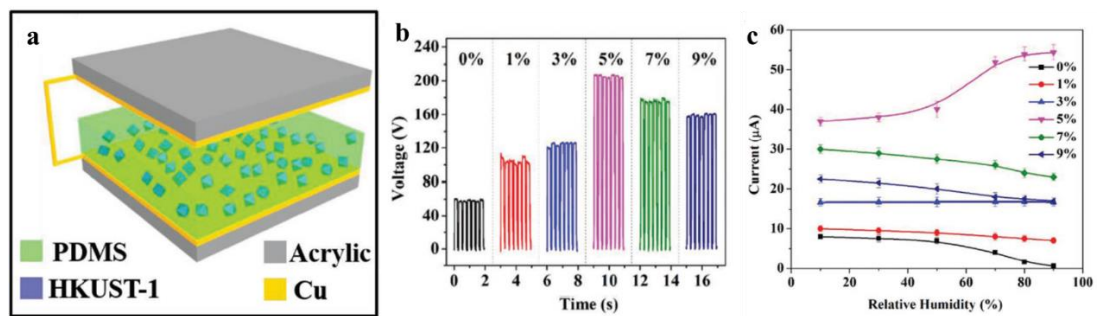 a
PDMS
Acrylic
HKUST-1
Cu
b
240
200
160
120
80
40
0
0% 1% 3% 5% 7% 9%
Voltage (V)
0 2 4 6 8 10 12 14 16
Time (s)
c
60
50
40
30
20
10
0
0%
1%
3%
5%
7%
9%
Current (μA)
0 20 40 60 80 100
Relative Humidity (%)